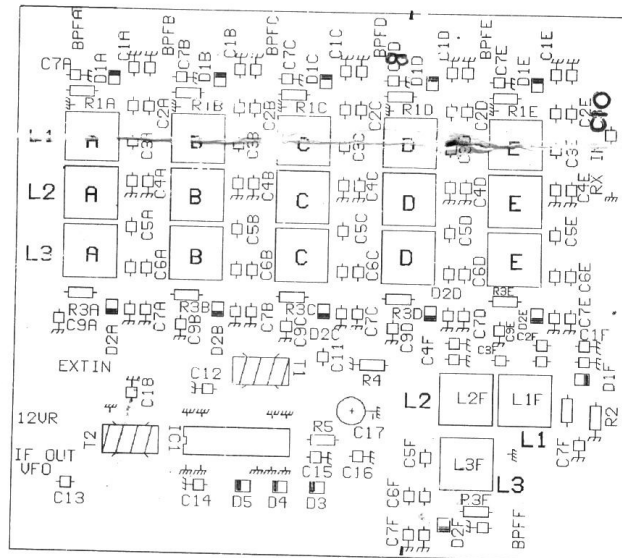 BPFA BPFB BPFC BPFD BPFE
C7A D1A C1A C7B D1B C1B C7C D1C C1C C8D D1D C1D C7E D1E C1E
R1A C2A R1B C2B R1C C2C R1D C2D R1E C2E C10
L1 A C3A B C3B C C3C D E C3E RX IN
L2 A C4A B C4B C C4C D C4D E C4E
C5A C5B C5C C5D C5E
L3 A C6A B C6B C C6C D C6D E C6E
R3A R3B R3C R3D D2D R3E
C9A D2A C7A C9B D2B C7B C9C D2C C7C C9D C4F C7D C9E D2E C7E
C3F C2F C1F
EXTIN T1 C11 R4 D1F
C18 C12
L2 L2F L1F R2
12VR T2 IC1 R5 C17 L1 C7F
IF OUT
VFO C15 C16 C5F L3F L3
C13 C14 D5 D4 D3 C6F R3F
C7F D2F BPFF